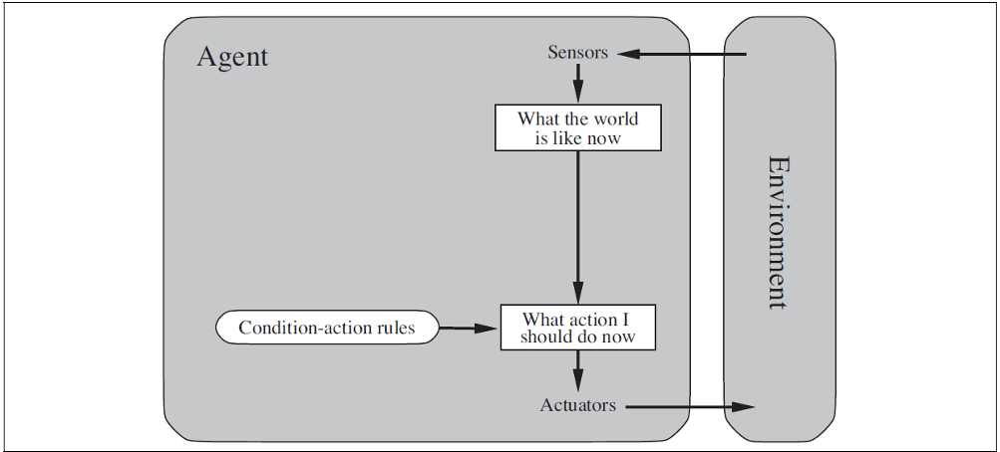 Agent
Sensors
What the world
is like now
Environment
Condition-action rules
What action I
should do now
Actuators